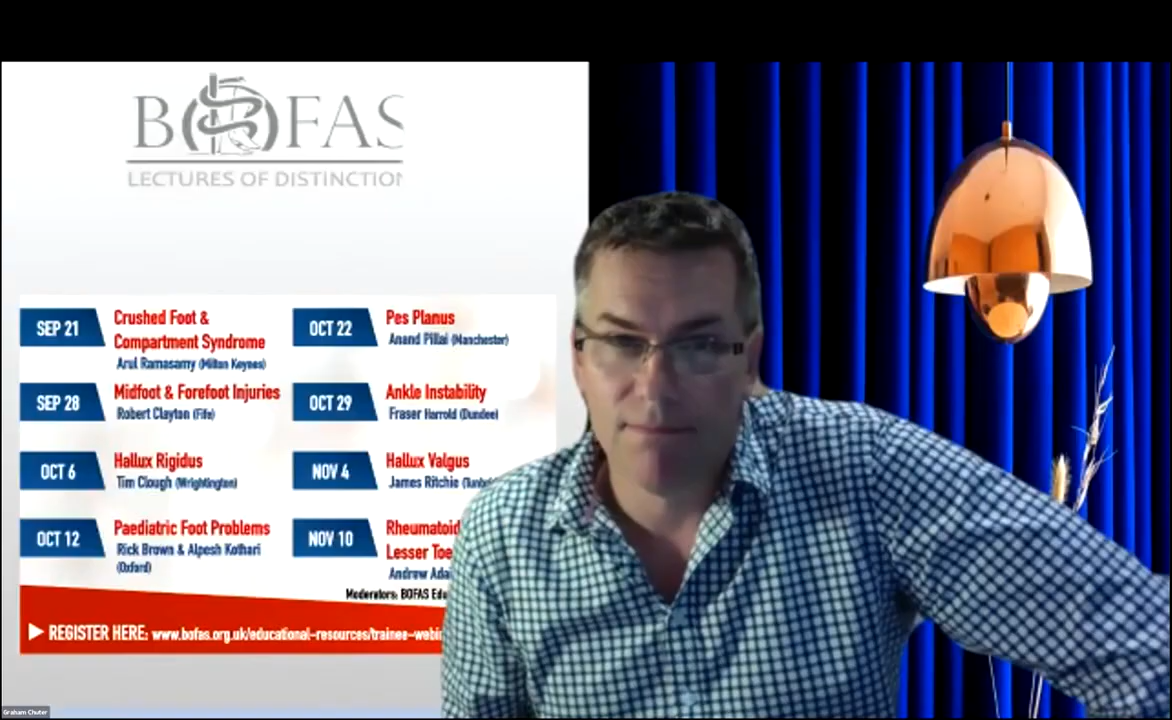 BOFAS
LECTURES OF DISTINCTION
SEP 21
Crushed Foot &
Compartment Syndrome
Arul Ramasamy (Milton Keynes)
SEP 28
Midfoot & Forefoot Injuries
Robert Clayton (Fife)
OCT 6
Hallux Rigidus
Tim Clough (Wrightington)
OCT 12
Paediatric Foot Problems
Rick Brown & Alpesh Kothari
(Oxford)
OCT 22
Pes Planus
Anand Pillai (Manchester)
OCT 29
Ankle Instability
Fraser Harrold (Dundee)
NOV 4
Hallux Valgus
James Ritchie
NOV 10
Rheumatoid
Lesser Toe
Andrew
Moderators: BOFAS
REGISTER HERE: www.bofas.org.uk/educational-resources/trainee-webi
Graham Chuter